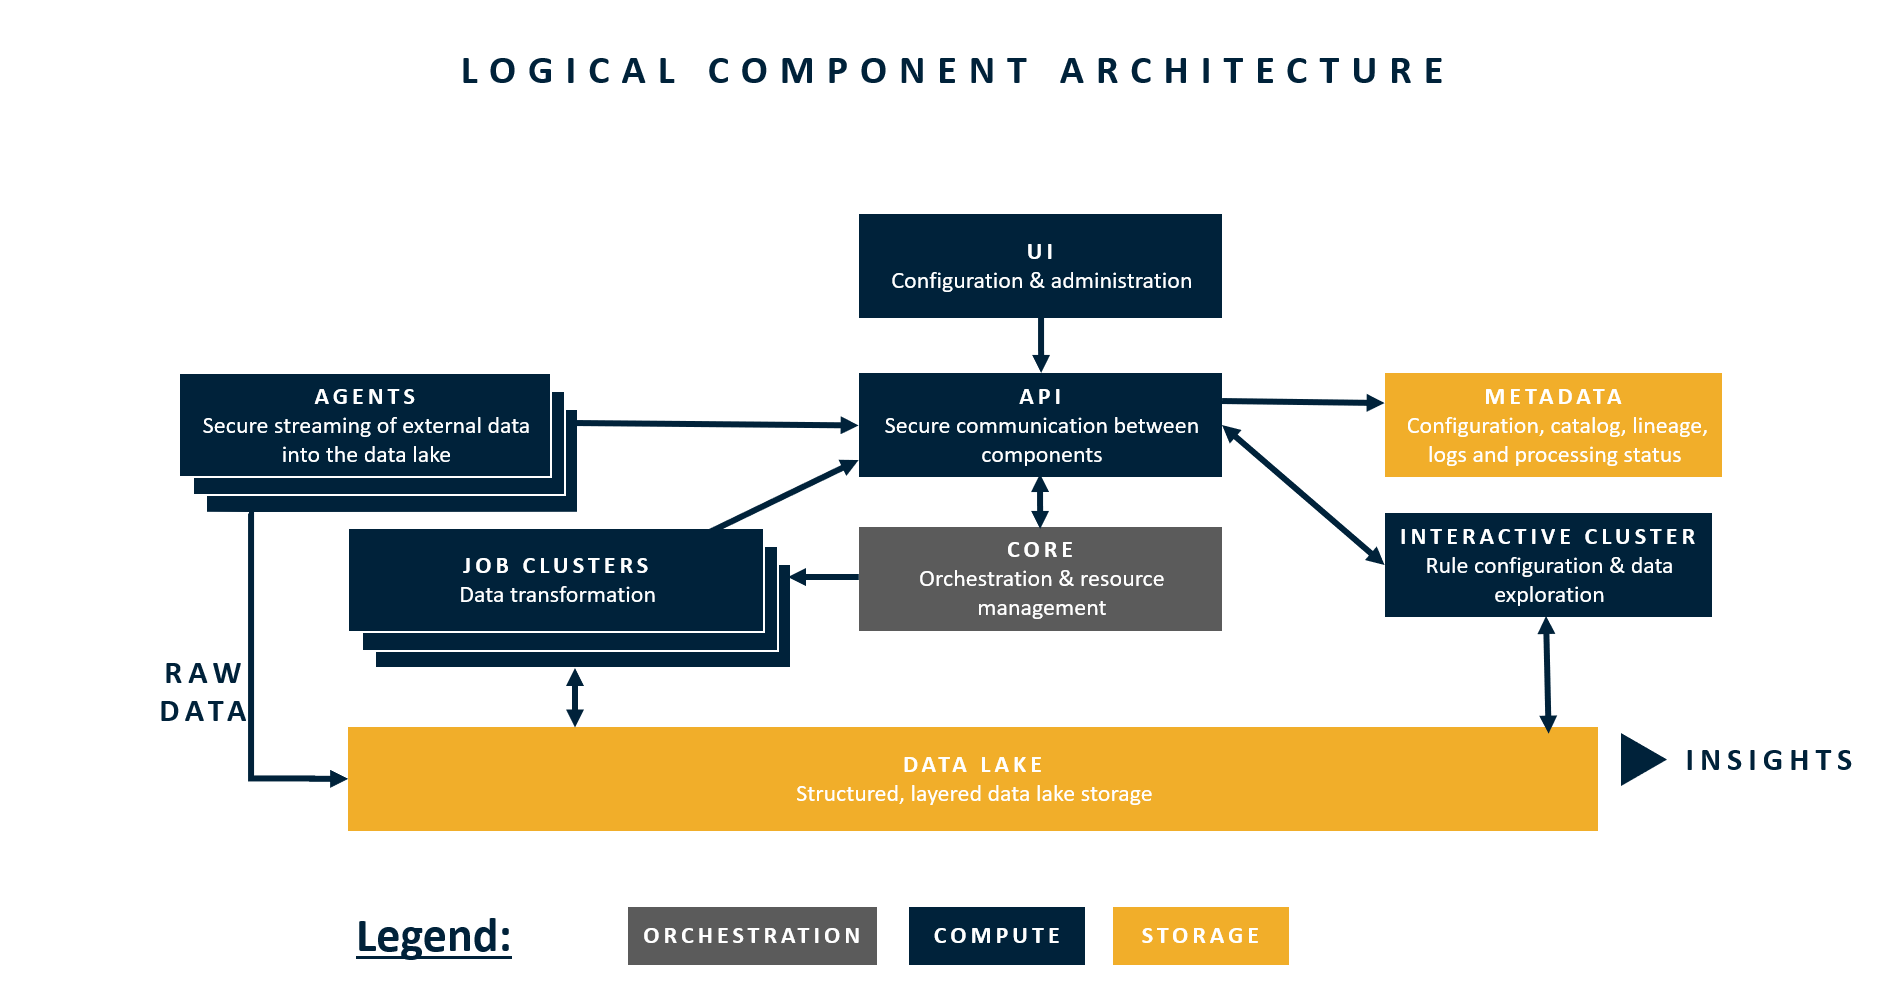 LOGICAL COMPONENT ARCHITECTURE
UI
Configuration & administration
AGENTS
Secure streaming of external data
into the data lake
API
Secure communication between
components
METADATA
Configuration, catalog, lineage,
logs and processing status
JOB CLUSTERS
Data transformation
CORE
Orchestration & resource
management
INTERACTIVE CLUSTER
Rule configuration & data
exploration
RAW
DATA
DATA LAKE
Structured, layered data lake storage
INSIGHTS
Legend:
ORCHESTRATION
COMPUTE
STORAGE